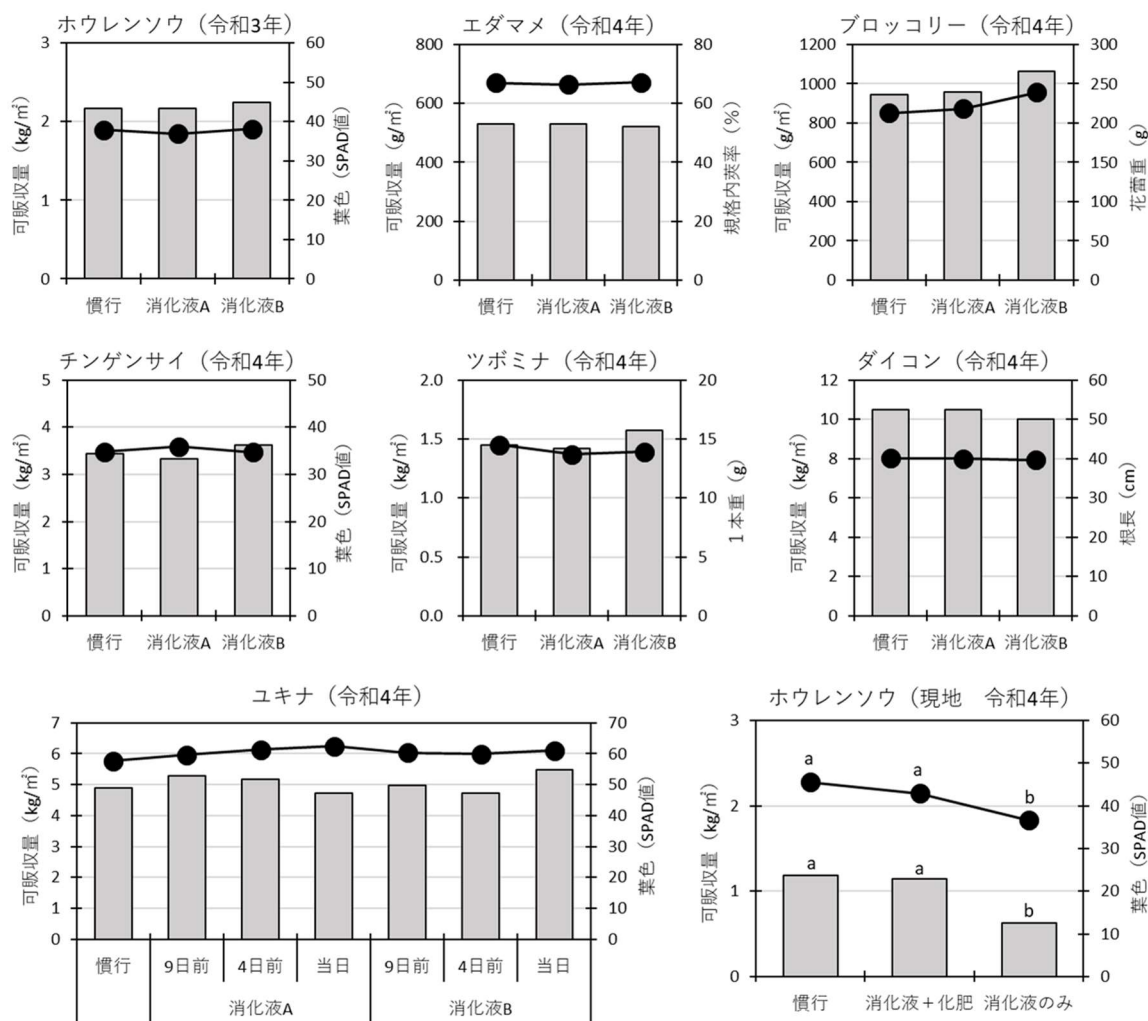 ホウレンソウ（令和3年）
可販収量（kg/㎡）
3
2
1
0
60
50
40
30
20
10
0
葉色（SPAD値）
慣行 消化液A 消化液B
エダマメ（令和4年）
可販収量（g/㎡）
800
600
400
200
0
80
60
40
20
0
規格内莢率（%）
慣行 消化液A 消化液B
ブロッコリー（令和4年）
可販収量（g/㎡）
1200
1000
800
600
400
200
0
300
250
200
150
100
50
0
花蕾重（g）
慣行 消化液A 消化液B
チンゲンサイ（令和4年）
可販収量（kg/㎡）
5
4
3
2
1
0
50
40
30
20
10
0
葉色（SPAD値）
慣行 消化液A 消化液B
ツボミナ（令和4年）
可販収量（kg/㎡）
2.0
1.5
1.0
0.5
0.0
20
15
10
5
0
1本重（g）
慣行 消化液A 消化液B
ダイコン（令和4年）
可販収量（kg/㎡）
12
10
8
6
4
2
0
60
50
40
30
20
10
0
根長（cm）
慣行 消化液A 消化液B
ユキナ（令和4年）
可販収量（kg/㎡）
7
6
5
4
3
2
1
0
70
60
50
40
30
20
10
0
葉色（SPAD値）
慣行 9日前 4日前 当日 9日前 4日前 当日
消化液A 消化液B
ホウレンソウ（現地　令和4年）
可販収量（kg/㎡）
3
2
1
0
60
50
40
30
20
10
0
葉色（SPAD値）
a a b
a a b
慣行 消化液＋化肥 消化液のみ